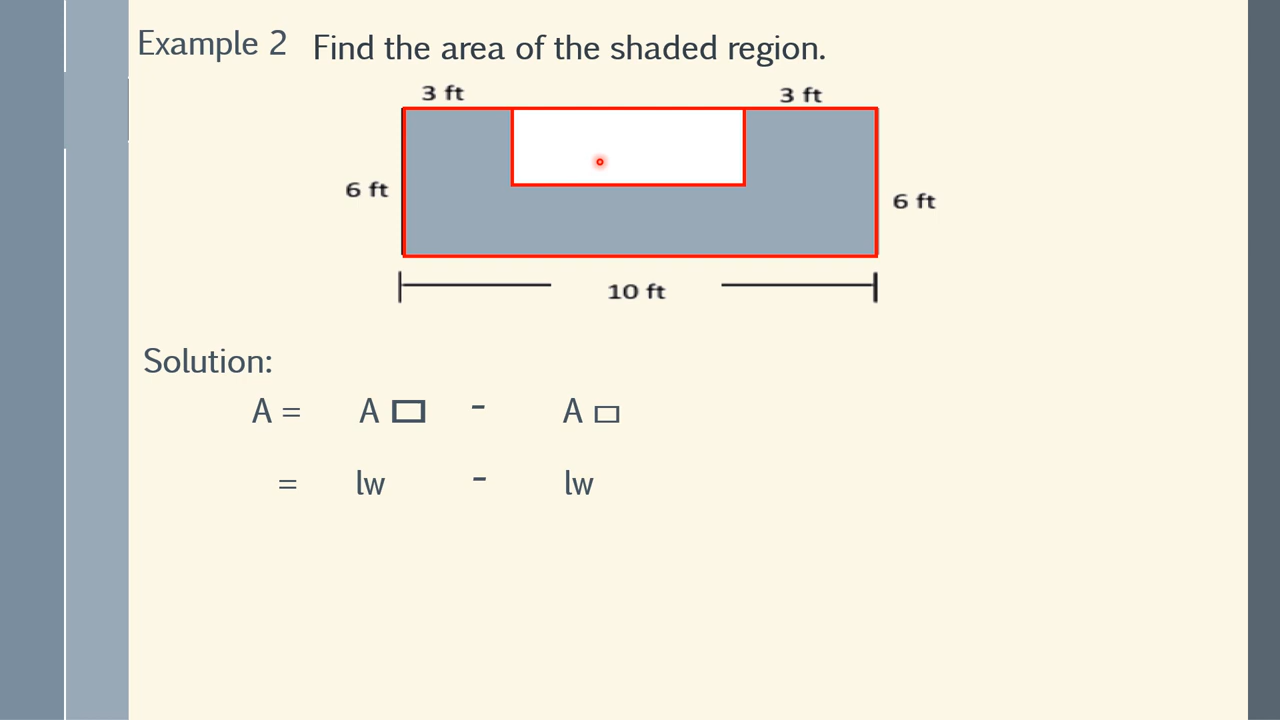 Example 2 Find the area of the shaded region.
3 ft 3 ft
6 ft 6 ft
10 ft
Solution:
A = A - A
= lw - lw